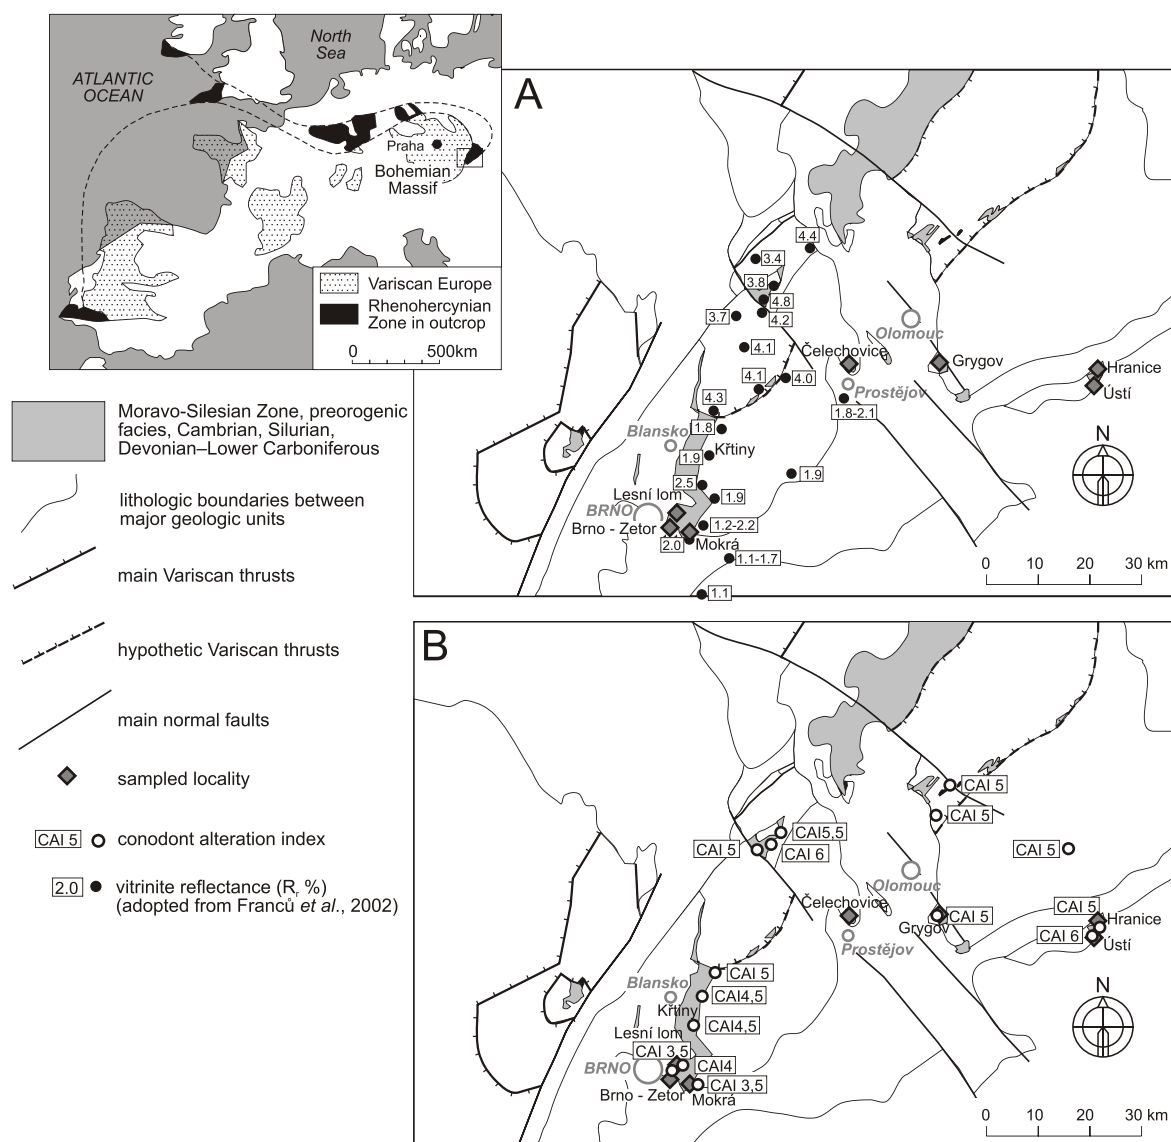 North
Sea
ATLANTIC
OCEAN
Praha
Bohemian
Massif
Variscan Europe
Rhenohercynian
Zone in outcrop
0 500km
Moravo-Silesian Zone, preorogenic
facies, Cambrian, Silurian,
Devonian–Lower Carboniferous
lithologic boundaries between
major geologic units
main Variscan thrusts
hypothetic Variscan thrusts
main normal faults
sampled locality
CAI 5 conodont alteration index
2.0 vitrinite reflectance (Rr %)
(adopted from Franců et al., 2002)
A
4.4
3.4
3.8
4.8
3.7
4.2
Olomouc
4.1
Čelechovice
Grygov
Hranice
4.1
4.0
Prostějov
Ústí
4.3
1.8-2.1
1.8
Blansko
Křtiny
1.9
1.9
2.5
Lesní lom
1.9
BRNO
Brno - Zetor
1.2-2.2
2.0
Mokrá
1.1-1.7
1.1
N
0 10 20 30 km
B
CAI 5
CAI 5
CAI5,5
CAI 5
CAI 6
CAI 5
Olomouc
Čelechovice
CAI 5
CAI 5
Hranice
Grygov
CAI 6
Ústí
Prostějov
CAI 5
Blansko
CAI4,5
Křtiny
CAI4,5
Lesní lom
CAI 3,5
CAI4
BRNO
CAI 3,5
Brno - Zetor
Mokrá
N
0 10 20 30 km